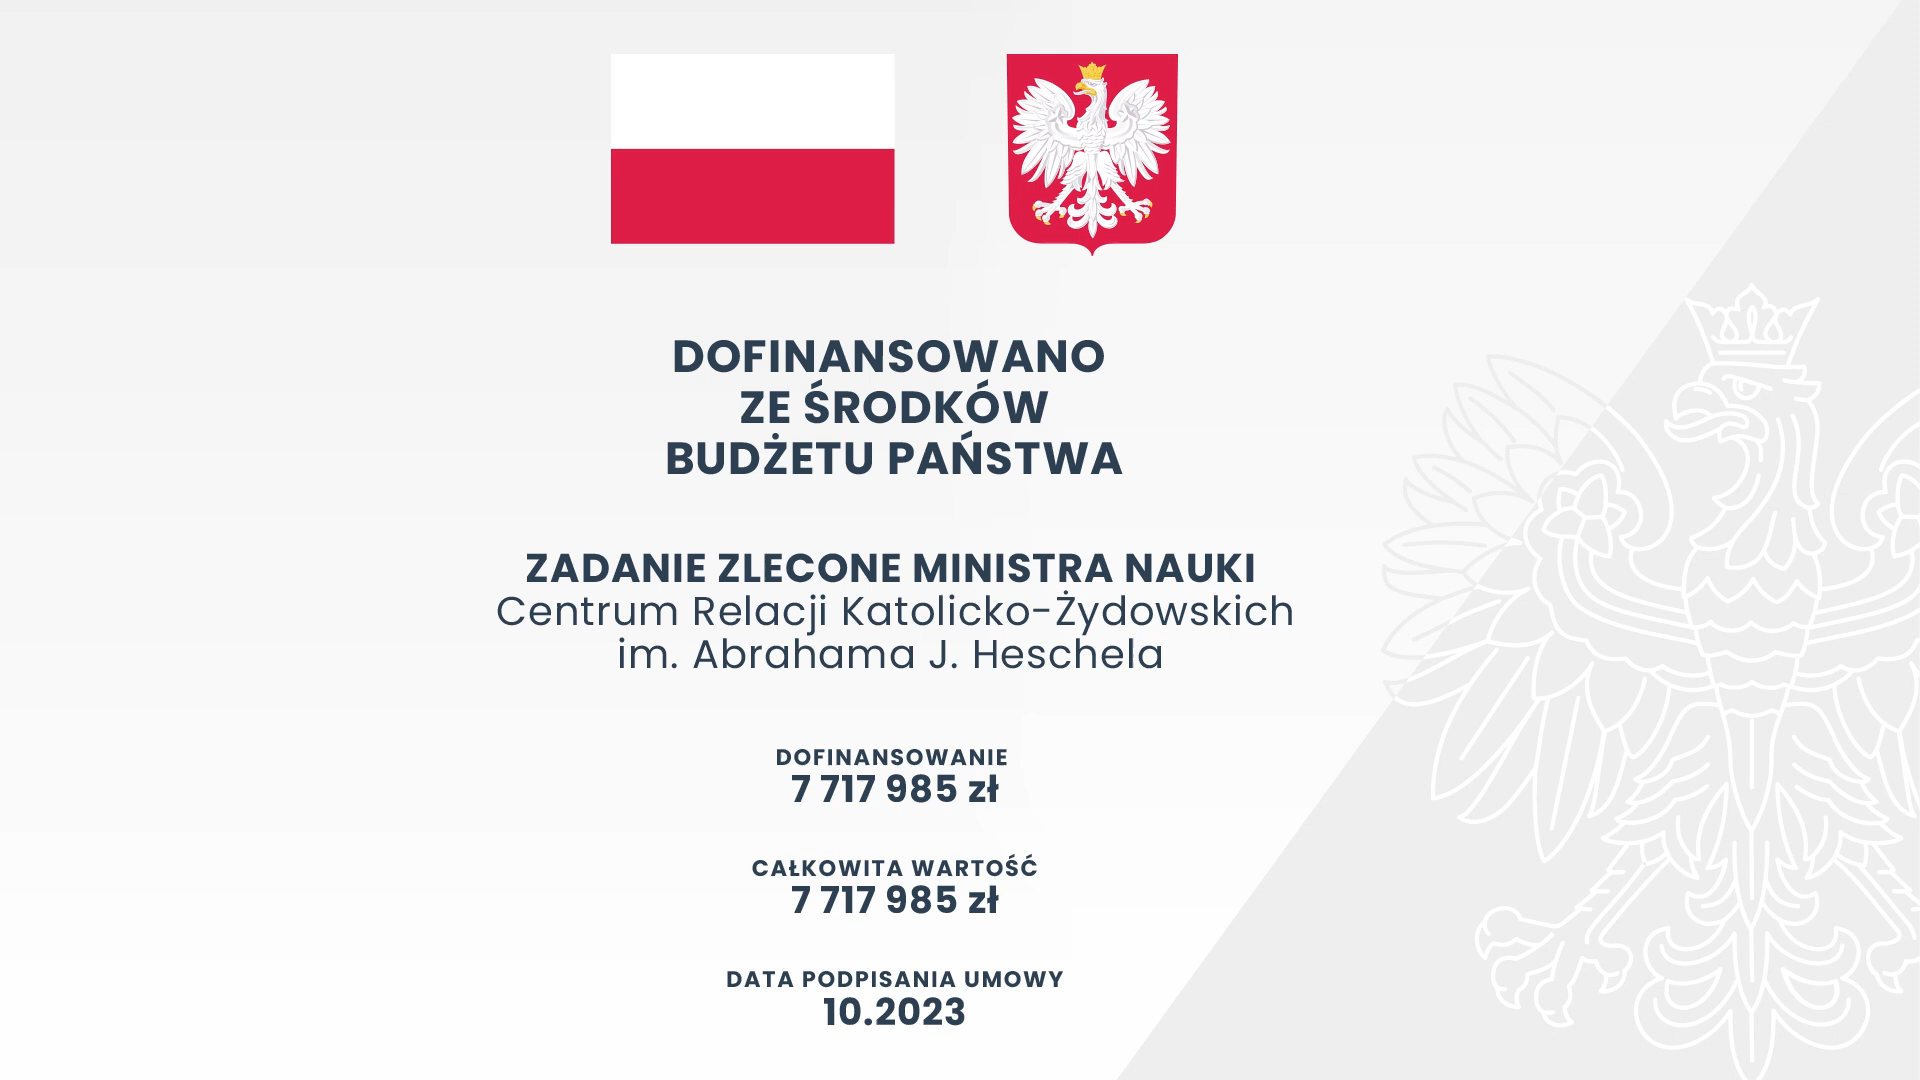 DOFINANSOWANO
ZE ŚRODKÓW
BUDŻETU PAŃSTWA
ZADANIE ZLECONE MINISTRA NAUKI
Centrum Relacji Katolicko-Żydowskich
im. Abrahama J. Heschela
DOFINANSOWANIE
7 717 985 zł
CAŁKOWITA WARTOŚĆ
7 717 985 zł
DATA PODPISANIA UMOWY
10.2023